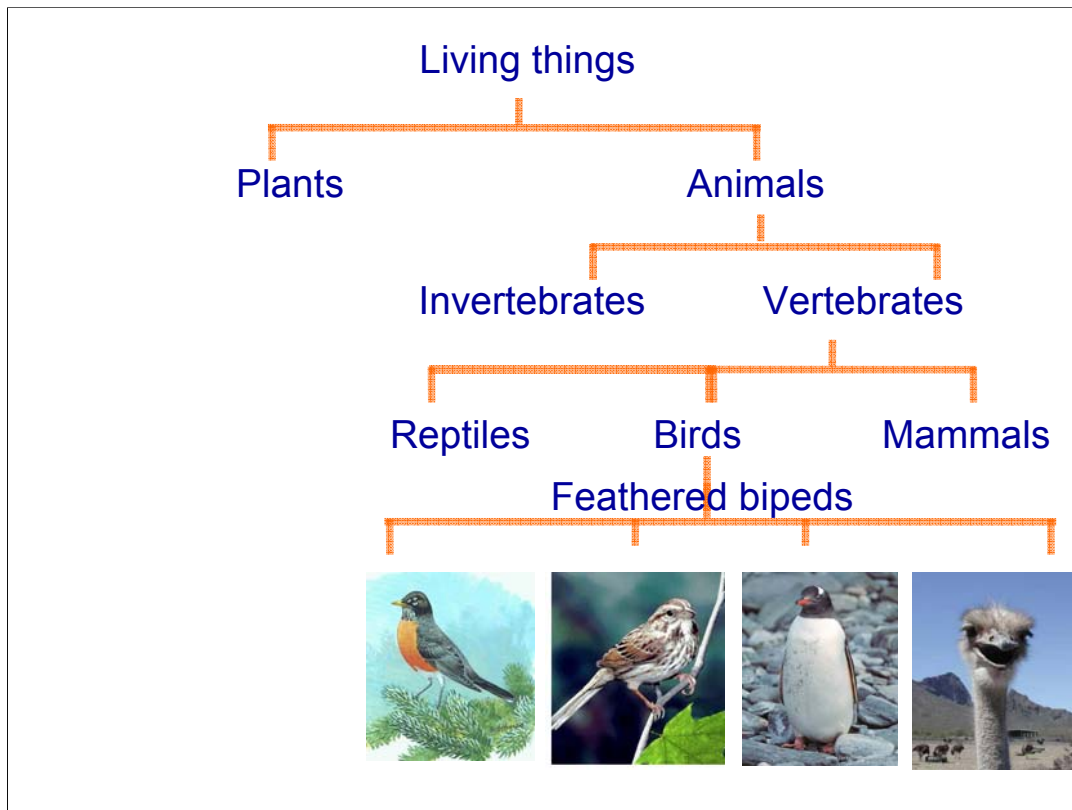 Living things
Plants Animals
Invertebrates Vertebrates
Reptiles Birds Mammals
Feathered bipeds